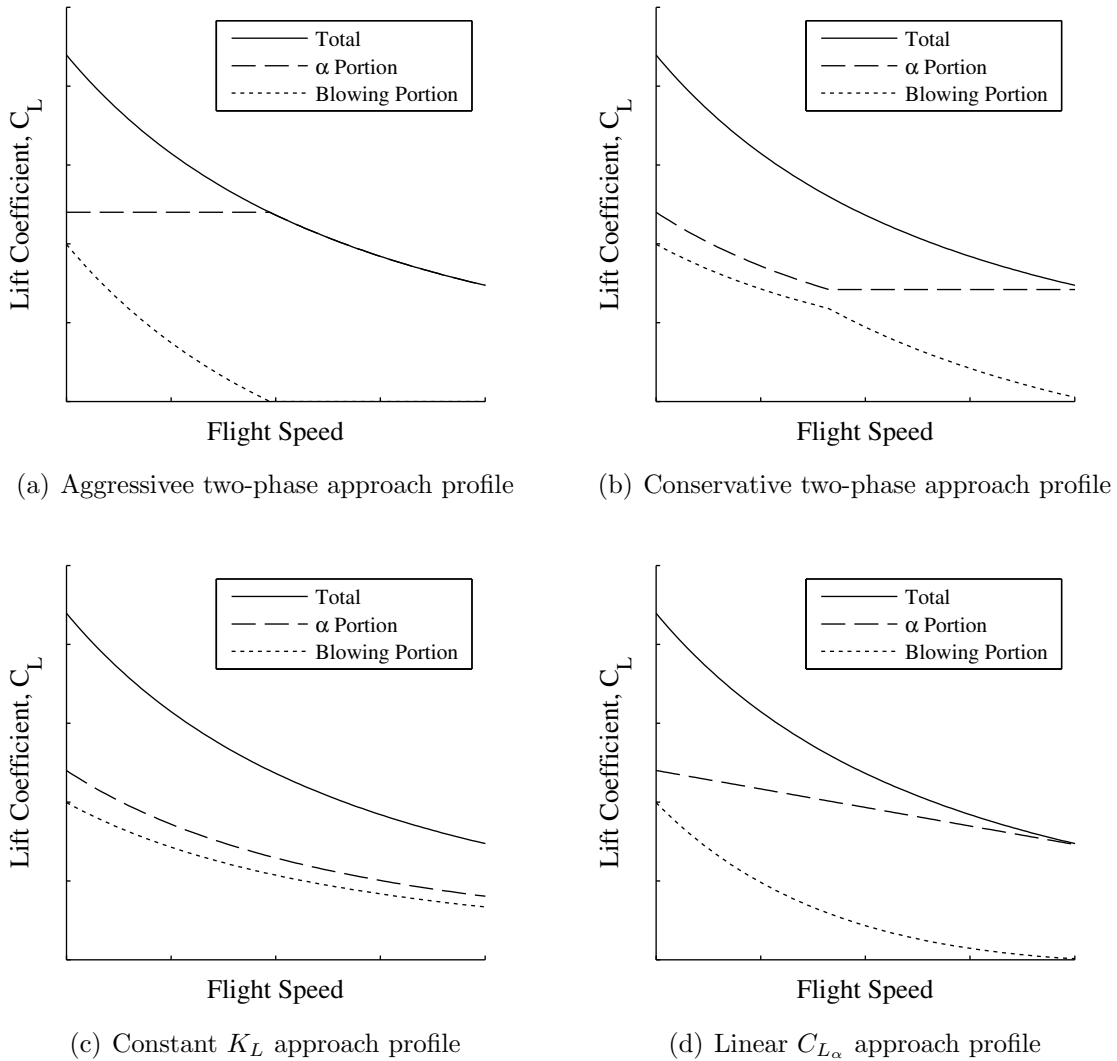 Lift Coefficient, C_L
Total
α Portion
Blowing Portion
Flight Speed
(a) Aggressivee two-phase approach profile
Lift Coefficient, C_L
Total
α Portion
Blowing Portion
Flight Speed
(b) Conservative two-phase approach profile
Lift Coefficient, C_L
Total
α Portion
Blowing Portion
Flight Speed
(c) Constant K_L approach profile
Lift Coefficient, C_L
Total
α Portion
Blowing Portion
Flight Speed
(d) Linear C_{L_α} approach profile